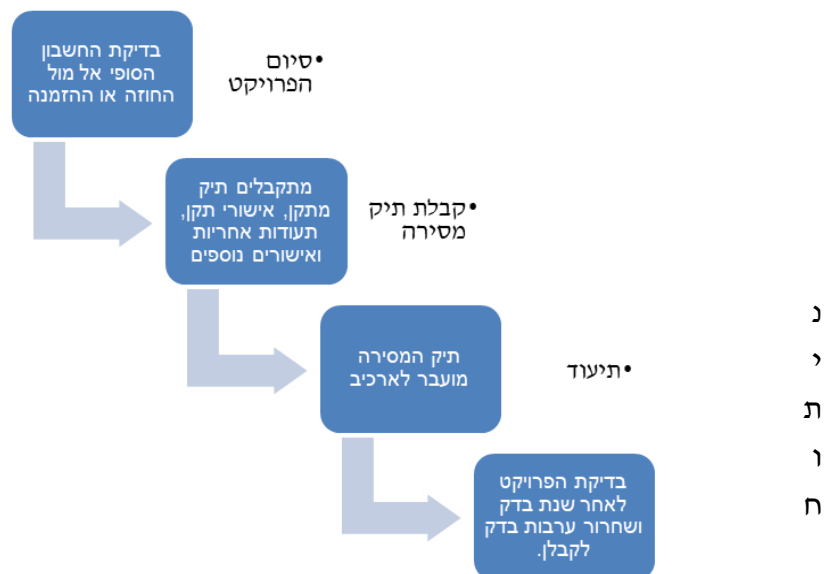 בדיקת החשבון
הסופי אל מול
החוזה או ההזמנה
•סיום
הפרויקט
מתקבלים תיק
מתקן, אישורי תקן,
תעודות אחריות
ואישורים נוספים
•קבלת תיק
מסירה
תיק המסירה
מועבר לארכיב
•תיעוד
בדיקת הפרויקט
לאחר שנת בדק
ושחרור ערבות בדק
לקבלן.
נ
י
ת
ו
ח